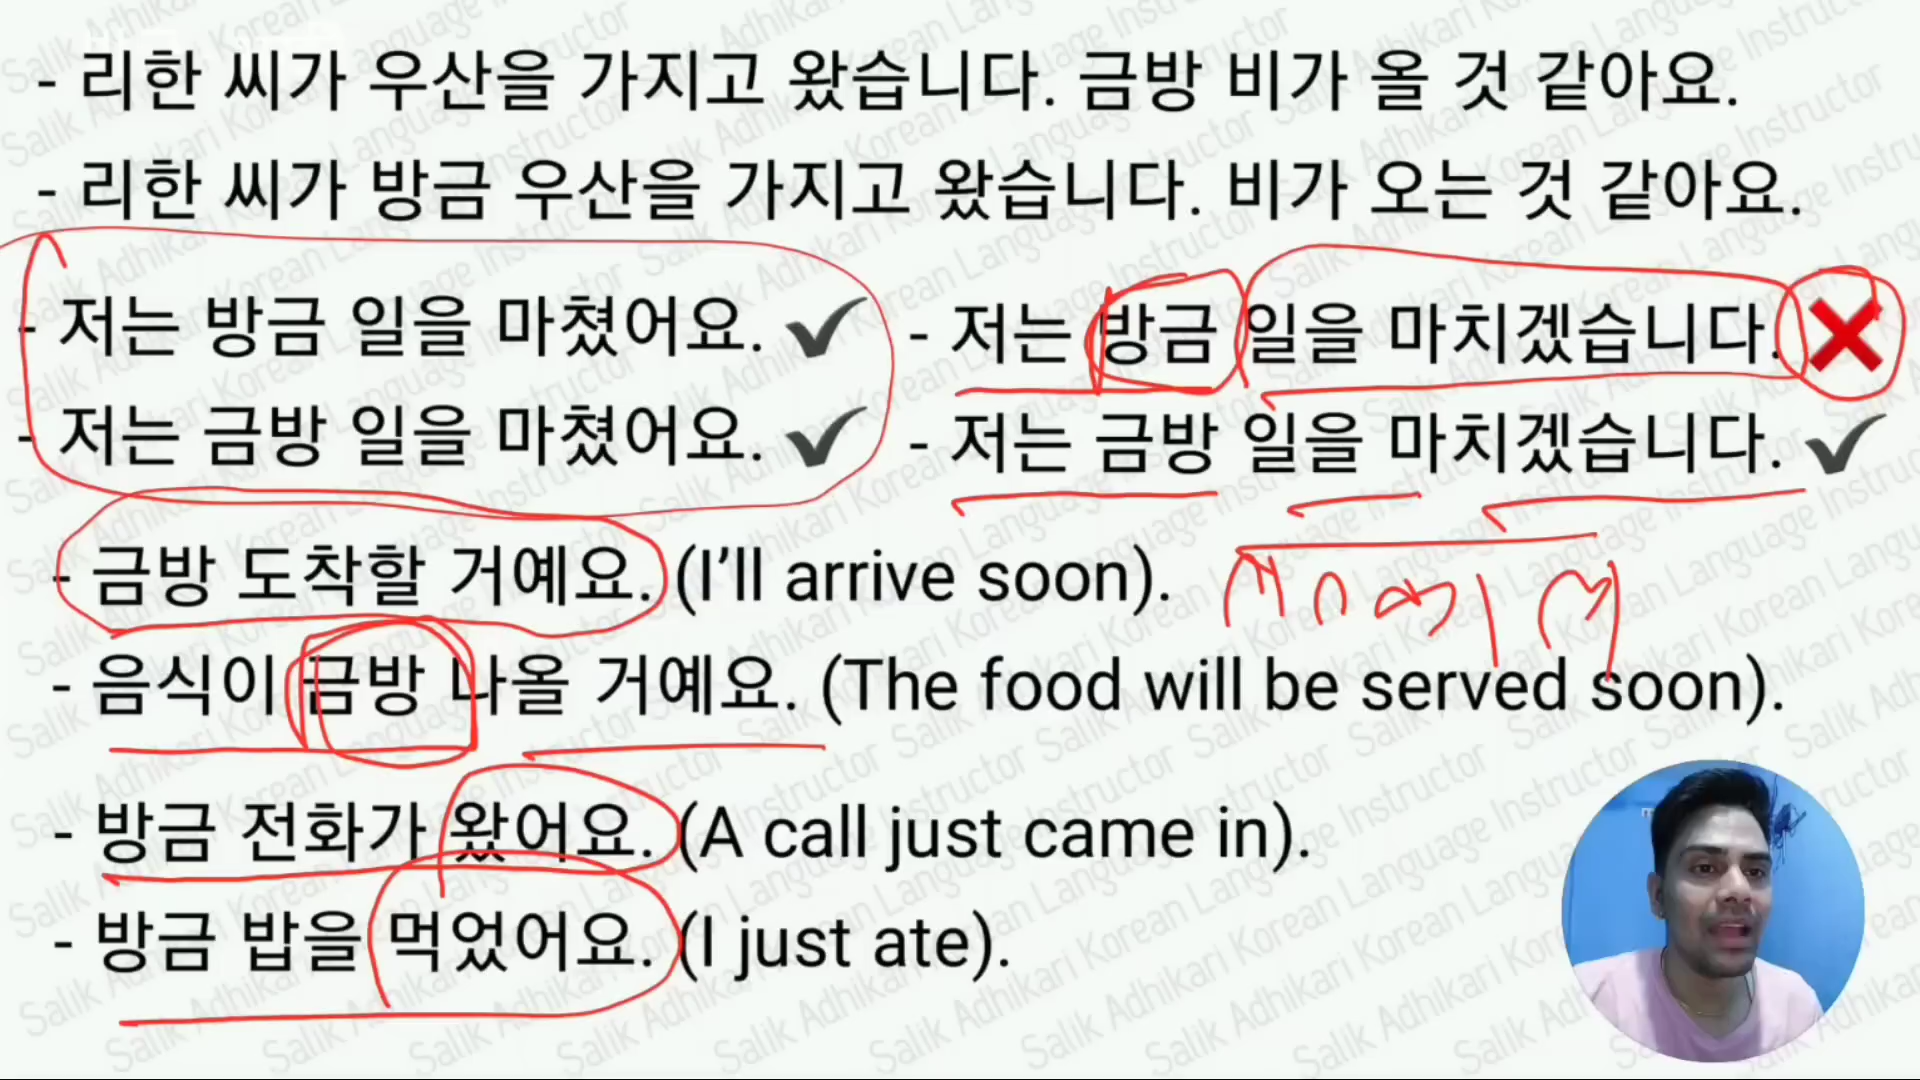 - 리한 씨가 우산을 가지고 왔습니다. 금방 비가 올 것 같아요.
- 리한 씨가 방금 우산을 가지고 왔습니다. 비가 오는 것 같아요.
- 저는 방금 일을 마쳤어요. ✔
- 저는 방금 일을 마치겠습니다. ❌
- 저는 금방 일을 마쳤어요. ✔
- 저는 금방 일을 마치겠습니다. ✔
- 금방 도착할 거예요. (I’ll arrive soon).
- 음식이 금방 나올 거예요. (The food will be served soon).
- 방금 전화가 왔어요. (A call just came in).
- 방금 밥을 먹었어요. (I just ate).
Salik Adhikari Korean Language Instructor